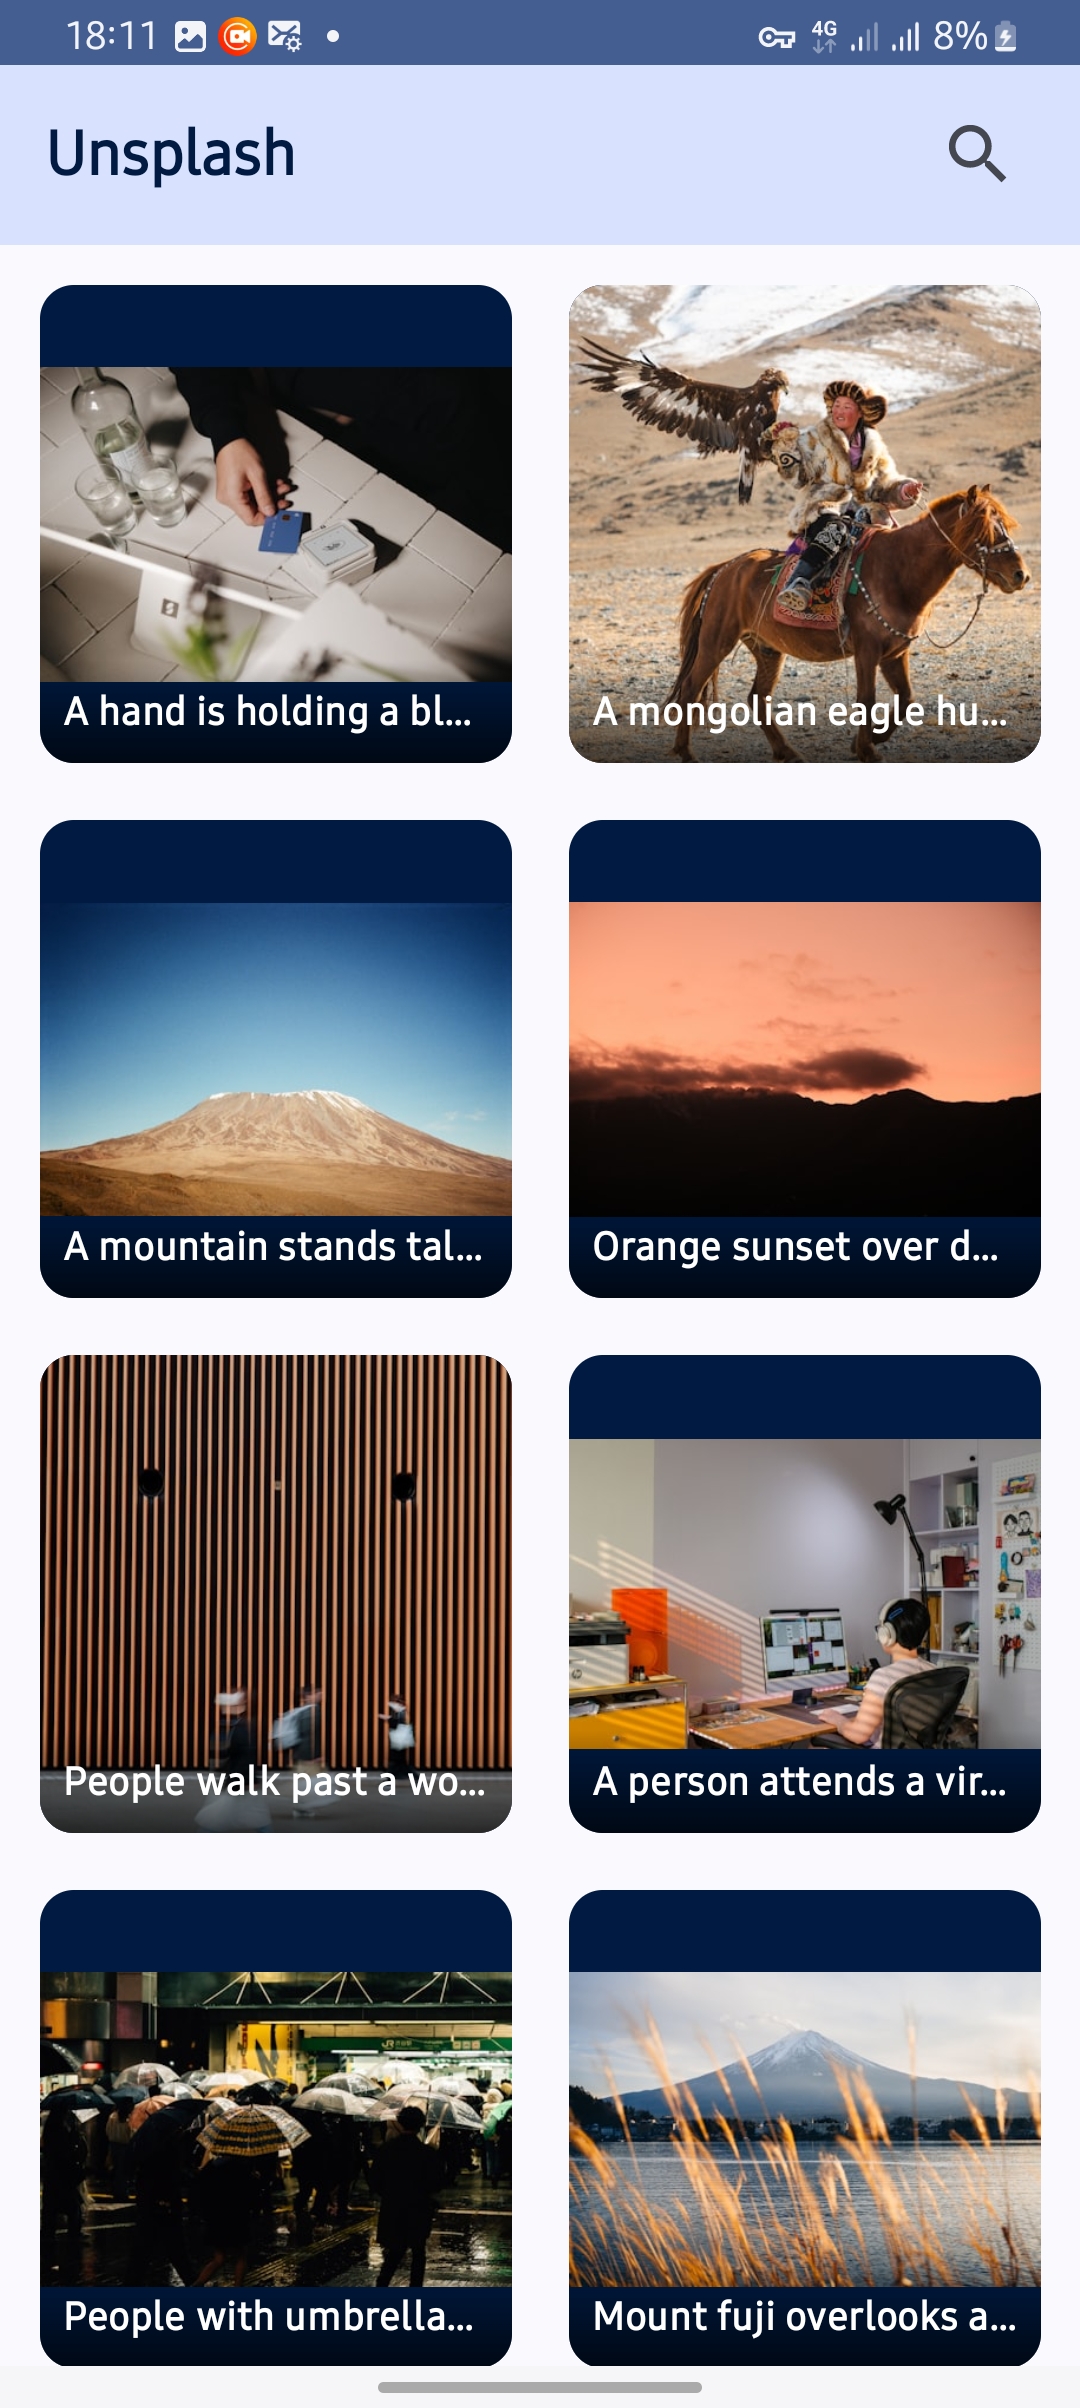 18:11
4G
8%
Unsplash
A hand is holding a bl...
A mongolian eagle hu...
A mountain stands tal...
Orange sunset over d...
People walk past a wo...
A person attends a vir...
People with umbrella...
Mount fuji overlooks a...